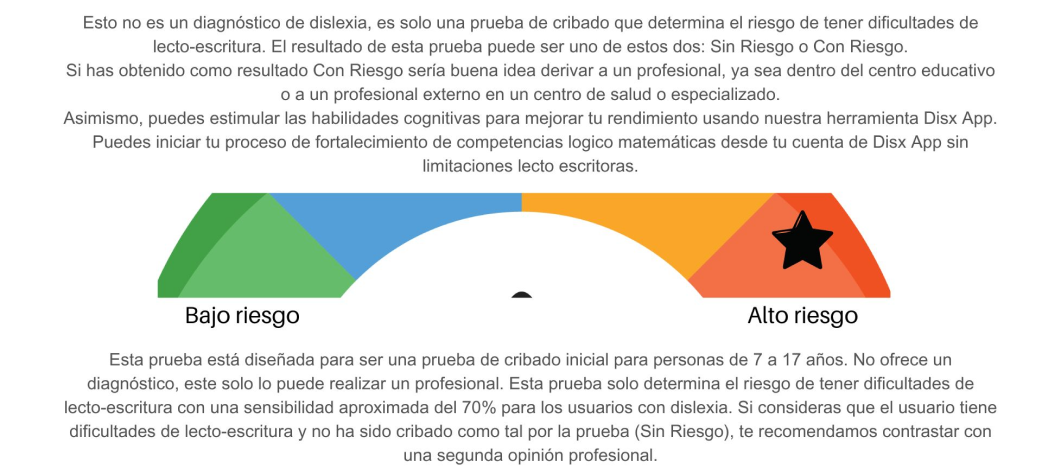 Esto no es un diagnóstico de dislexia, es solo una prueba de cribado que determina el riesgo de tener dificultades de
lecto-escritura. El resultado de esta prueba puede ser uno de estos dos: Sin Riesgo o Con Riesgo.
Si has obtenido como resultado Con Riesgo sería buena idea derivar a un profesional, ya sea dentro del centro educativo
o a un profesional externo en un centro de salud o especializado.
Asimismo, puedes estimular las habilidades cognitivas para mejorar tu rendimiento usando nuestra herramienta Disx App.
Puedes iniciar tu proceso de fortalecimiento de competencias logico matemáticas desde tu cuenta de Disx App sin
limitaciones lecto escritoras.
Bajo riesgo
Alto riesgo
Esta prueba está diseñada para ser una prueba de cribado inicial para personas de 7 a 17 años. No ofrece un
diagnóstico, este solo lo puede realizar un profesional. Esta prueba solo determina el riesgo de tener dificultades de
lecto-escritura con una sensibilidad aproximada del 70% para los usuarios con dislexia. Si consideras que el usuario tiene
dificultades de lecto-escritura y no ha sido cribado como tal por la prueba (Sin Riesgo), te recomendamos contrastar con
una segunda opinión profesional.